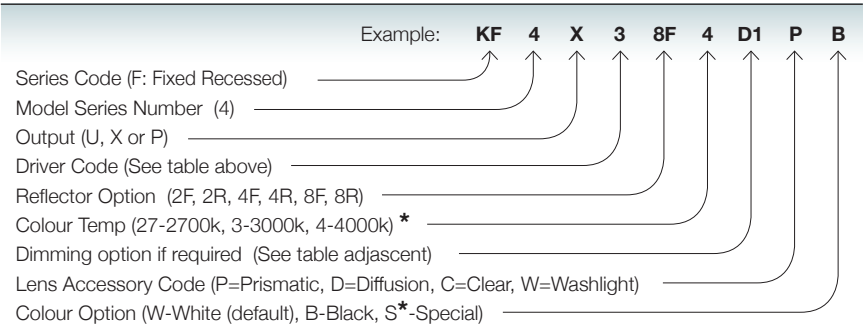 Example: KF 4 X 3 8F 4 D1 P B
Series Code (F: Fixed Recessed)
Model Series Number (4)
Output (U, X or P)
Driver Code (See table above)
Reflector Option (2F, 2R, 4F, 4R, 8F, 8R)
Colour Temp (27-2700k, 3-3000k, 4-4000k) *
Dimming option if required (See table adjascent)
Lens Accessory Code (P=Prismatic, D=Diffusion, C=Clear, W=Washlight)
Colour Option (W-White (default), B-Black, S*-Special)